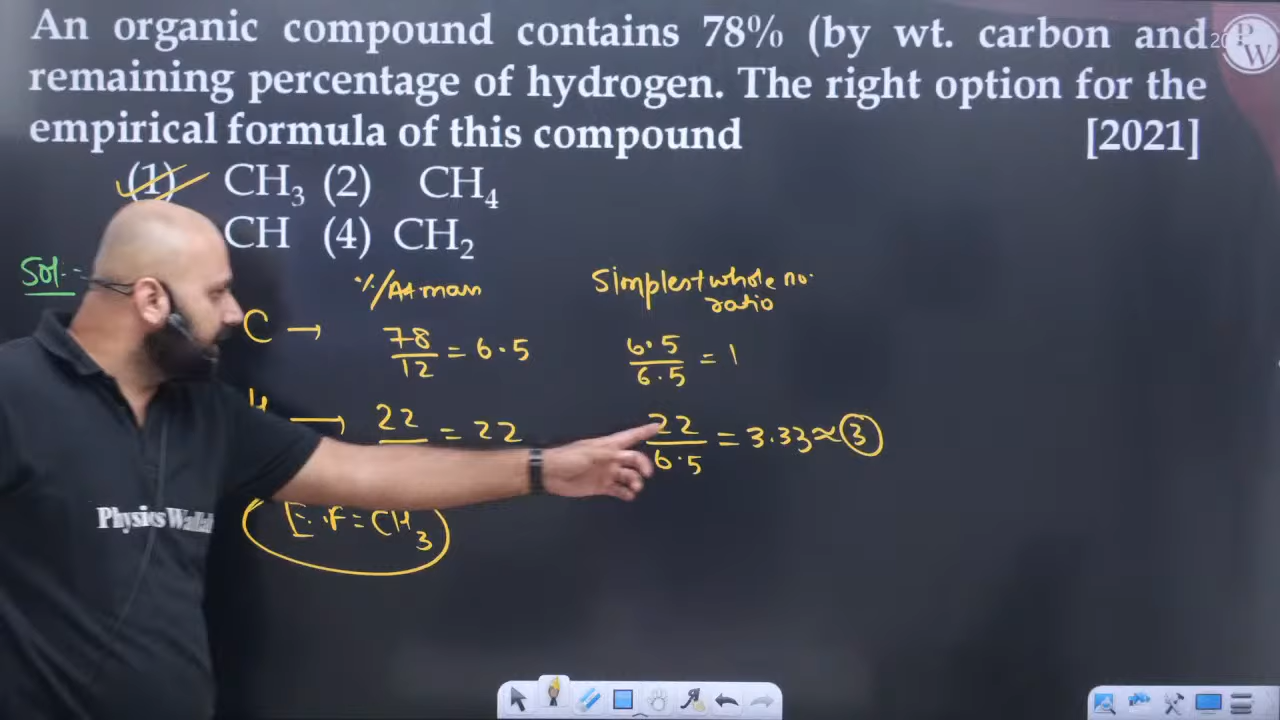 An organic compound contains 78% (by wt. carbon and
remaining percentage of hydrogen. The right option for the
empirical formula of this compound [2021]
(1) CH₃ (2) CH₄
CH (4) CH₂
Sol:-
%/At.mass Simplest whole no. ratio
C → 78/12 = 6.5 6.5/6.5 = 1
→ 22 = 22 22/6.5 = 3.33 ≈ 3
E.F = CH₃
PW